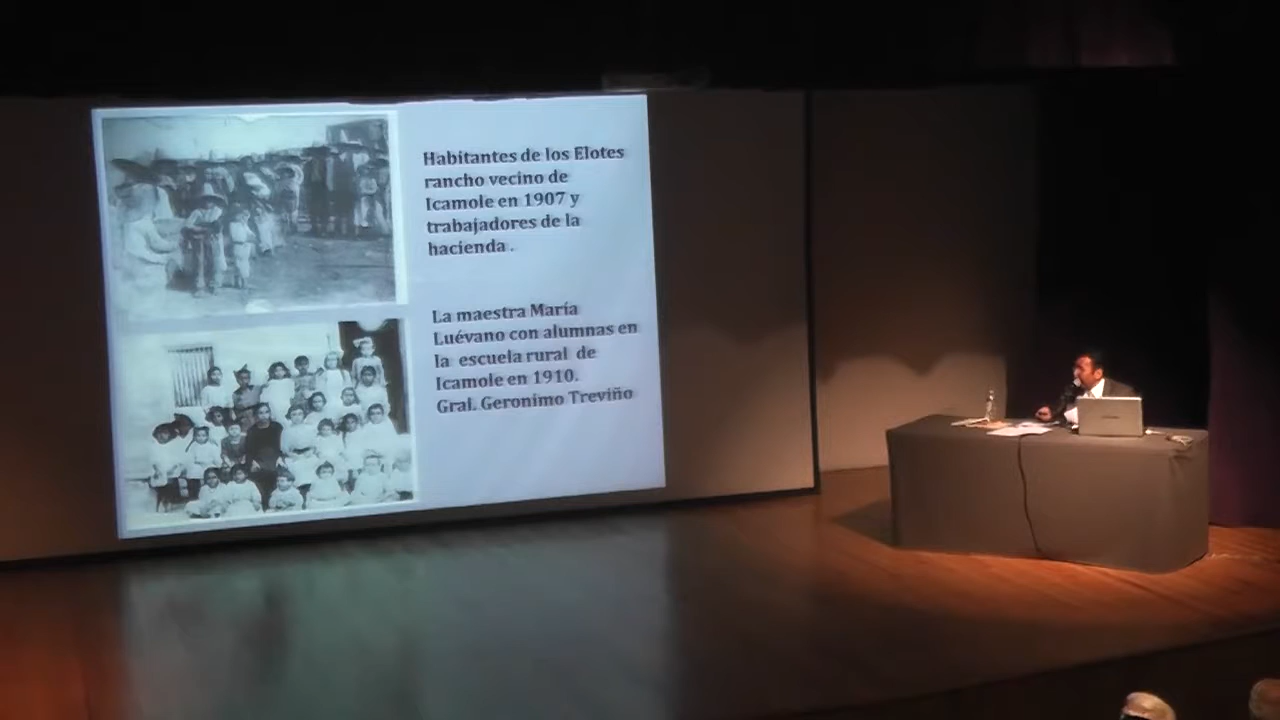 Habitantes de los Elotes
rancho vecino de
Icamole en 1907 y
trabajadores de la
hacienda .
La maestra María
Luévano con alumnas en
la escuela rural de
Icamole en 1910.
Gral. Geronimo Treviño